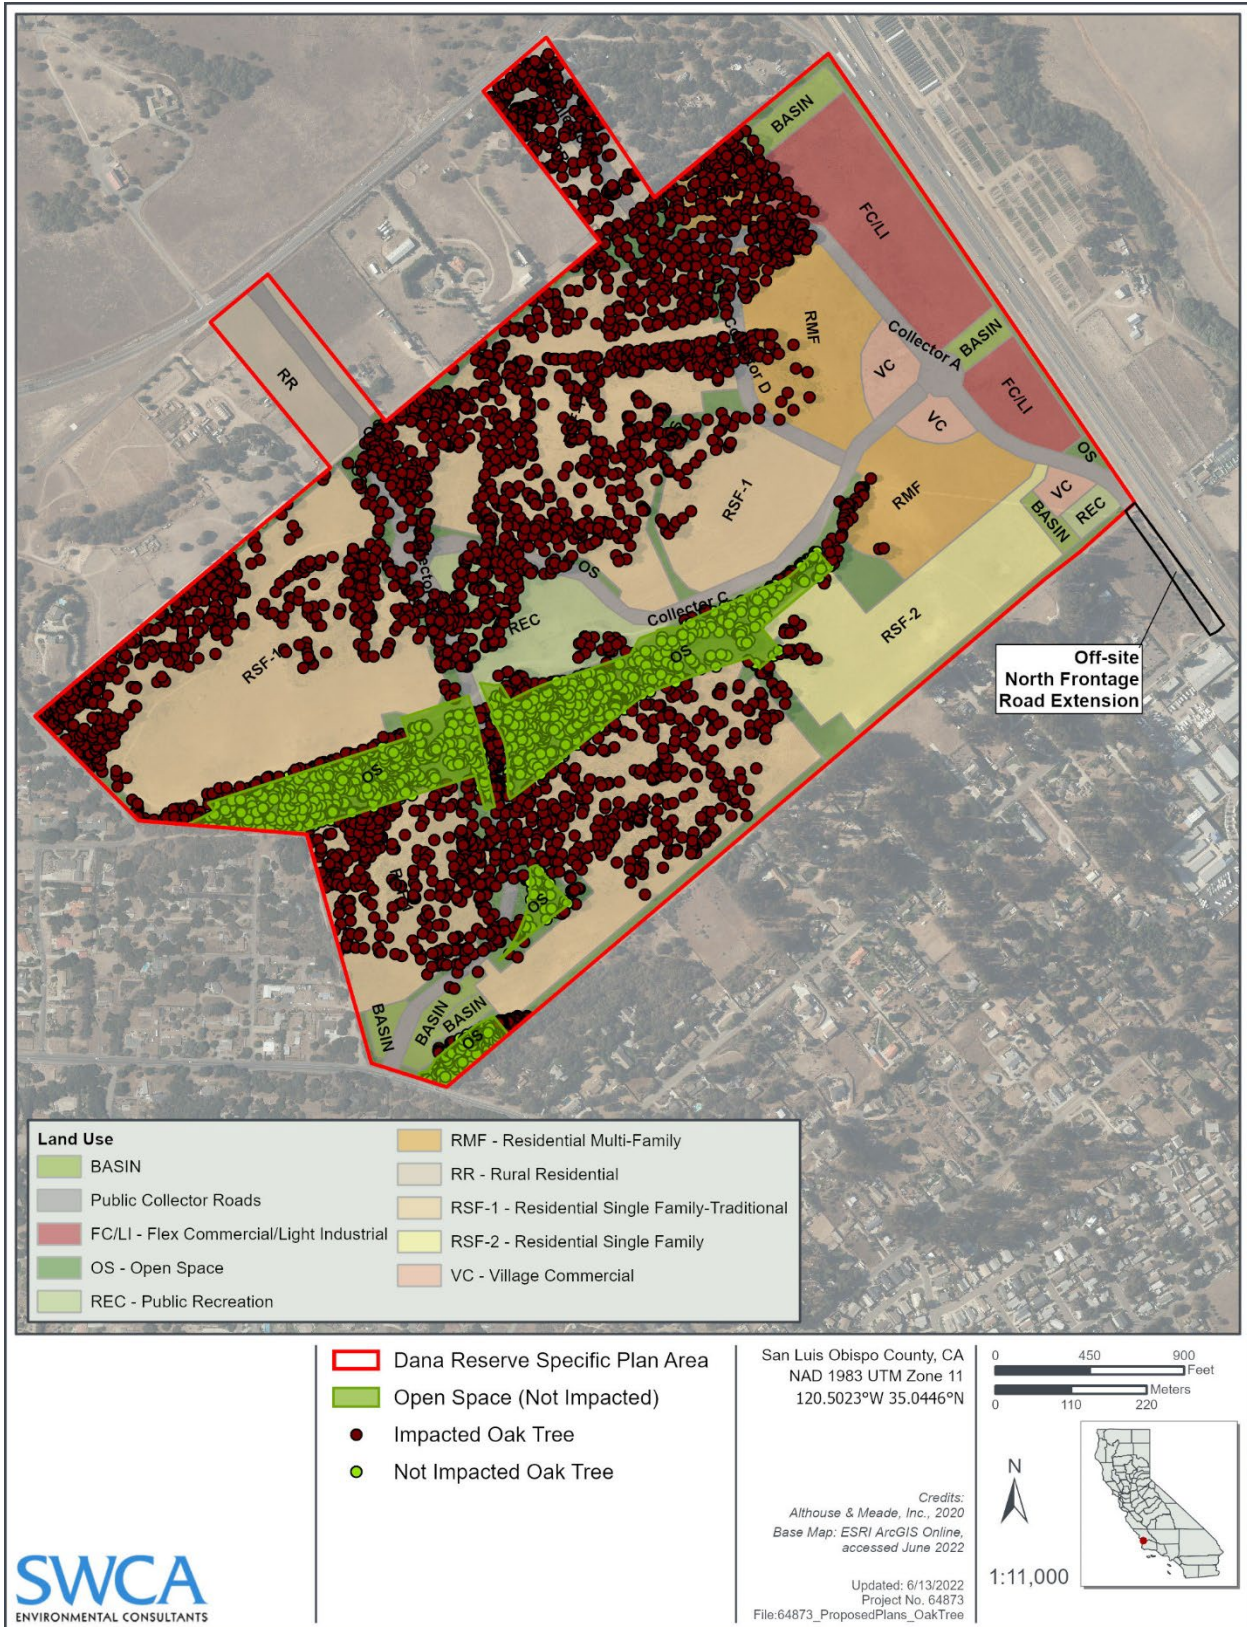 BASIN
FC/LI
RMF
Collector A
BASIN
VC
Collector D
FC/LI
VC
RR
OS
RSF-1
RMF
VC
REC
BASIN
OS
Collector C
REC
RSF-2
OS
RSF-1
Off-site
North Frontage
Road Extension
OS
OS
BASIN
BASIN
BASIN
OS
Land Use
BASIN
Public Collector Roads
FC/LI - Flex Commercial/Light Industrial
OS - Open Space
REC - Public Recreation
RMF - Residential Multi-Family
RR - Rural Residential
RSF-1 - Residential Single Family-Traditional
RSF-2 - Residential Single Family
VC - Village Commercial
Dana Reserve Specific Plan Area
Open Space (Not Impacted)
Impacted Oak Tree
Not Impacted Oak Tree
San Luis Obispo County, CA
NAD 1983 UTM Zone 11
120.5023°W 35.0446°N
Credits:
Althouse & Meade, Inc., 2020
Base Map: ESRI ArcGIS Online,
accessed June 2022
Updated: 6/13/2022
Project No. 64873
File:64873_ProposedPlans_OakTree
0 450 900
Feet
Meters
0 110 220
N
1:11,000
SWCA
ENVIRONMENTAL CONSULTANTS